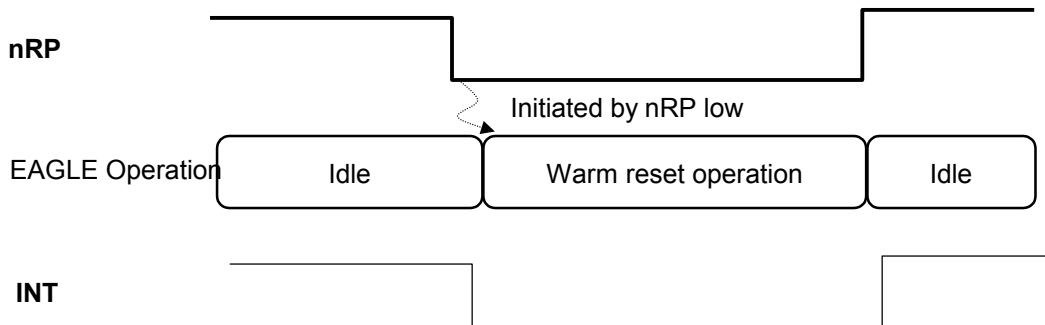 nRP
Initiated by nRP low
EAGLE Operation Idle Warm reset operation Idle
INT